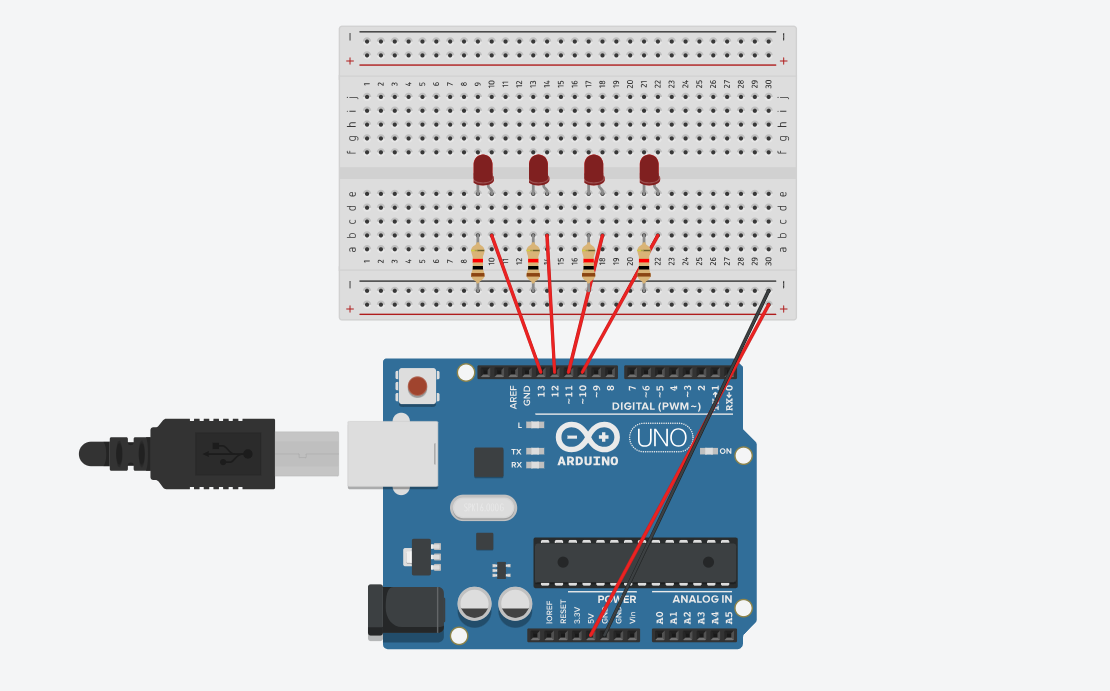 − −
+ +
1 2 3 4 5 6 7 8 9 10 11 12 13 14 15 16 17 18 19 20 21 22 23 24 25 26 27 28 29 30
j j
i i
h h
g g
f f
e e
d d
c c
b b
a a
1 2 3 4 5 6 7 8 9 10 11 12 14 15 16 18 20 21 22 23 24 25 26 27 28 29 30
− −
+ +
AREF GND 13 12 ~11 ~10 ~9 8 7 ~6 ~5 4 ~3 2 RX←0
DIGITAL (PWM~)
L
UNO
TX ON
RX ARDUINO
POWER ANALOG IN
IOREF RESET 3.3V 5V GND GND Vin A0 A1 A2 A3 A4 A5